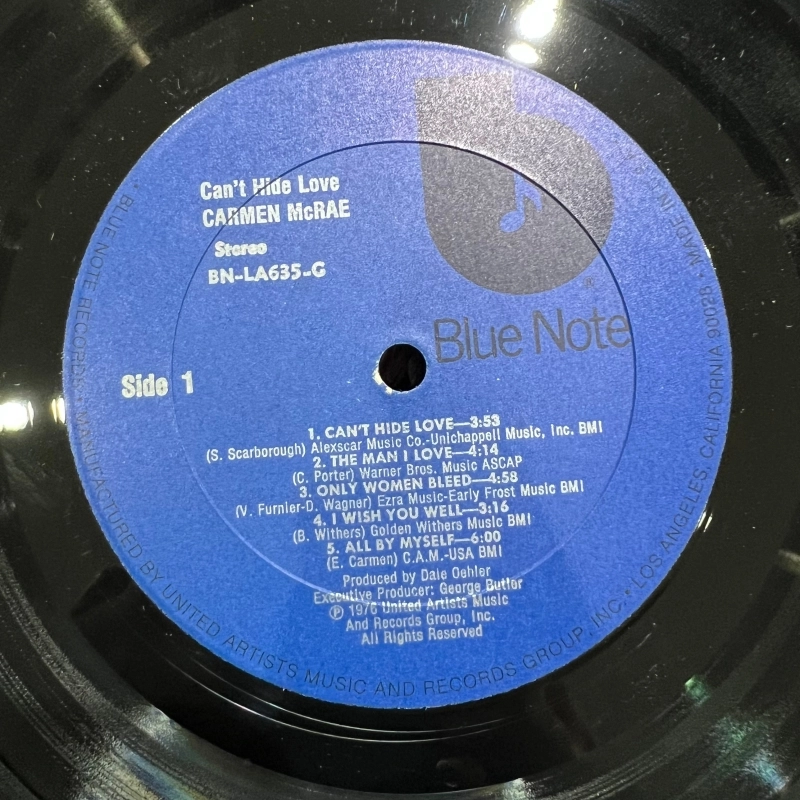 Can't Hide Love
CARMEN McRAE
Stereo
BN-LA635-G
b
Blue Note
Side 1
1. CAN'T HIDE LOVE—3:53
(S. Scarborough) Alexscar Music Co.-Unichappell Music, Inc. BMI
2. THE MAN I LOVE—4:14
(C. Porter) Warner Bros. Music ASCAP
3. ONLY WOMEN BLEED—4:58
(V. Furnier-D. Wagner) Ezra Music-Early Frost Music BMI
4. I WISH YOU WELL—3:16
(B. Withers) Golden Withers Music BMI
5. ALL BY MYSELF—6:00
(E. Carmen) C.A.M.-USA BMI
Produced by Dale Oehler
Executive Producer: George Butler
℗ 1976 United Artists Music
And Records Group, Inc.
All Rights Reserved
BLUE NOTE RECORDS • MANUFACTURED BY UNITED ARTISTS MUSIC AND RECORDS GROUP, INC. • LOS ANGELES, CALIFORNIA 90028 • MADE IN